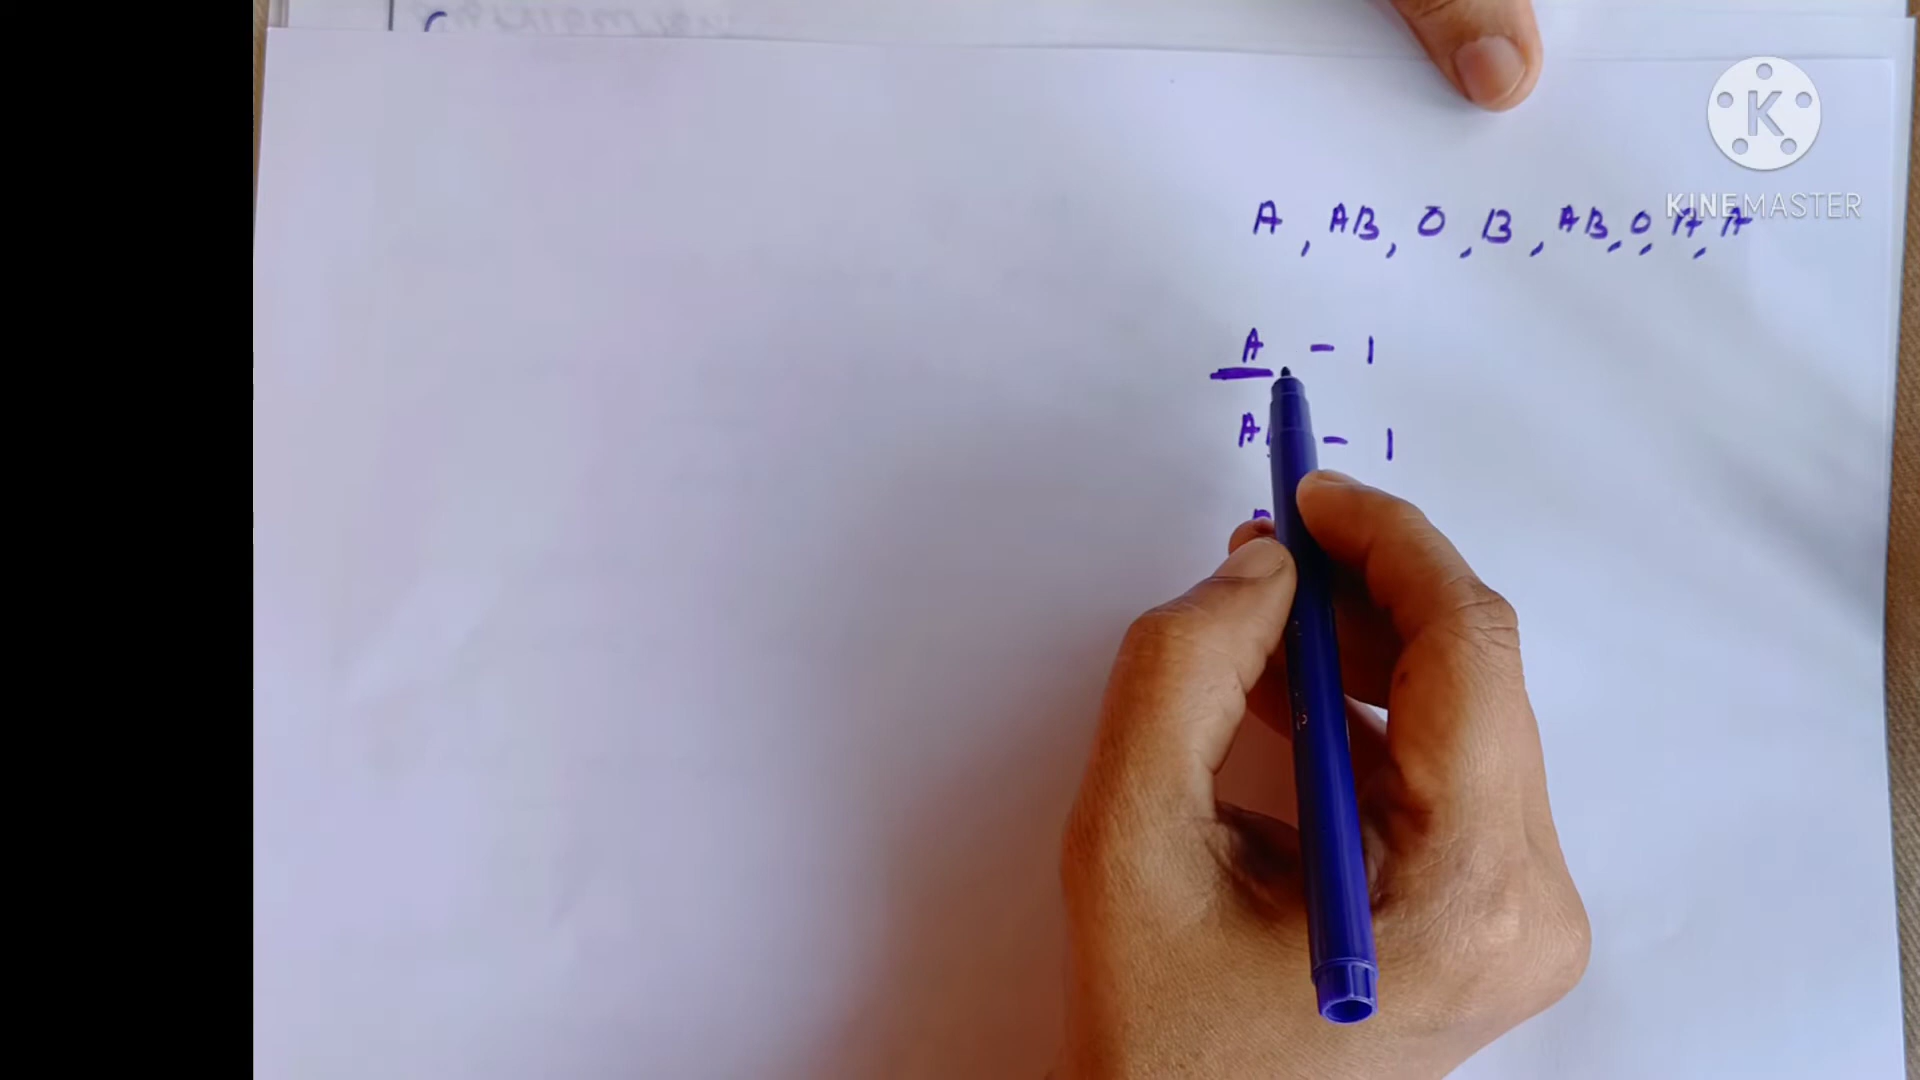 A, AB, O, B, AB, O, A, A
KINEMASTER
A - 1
A - 1